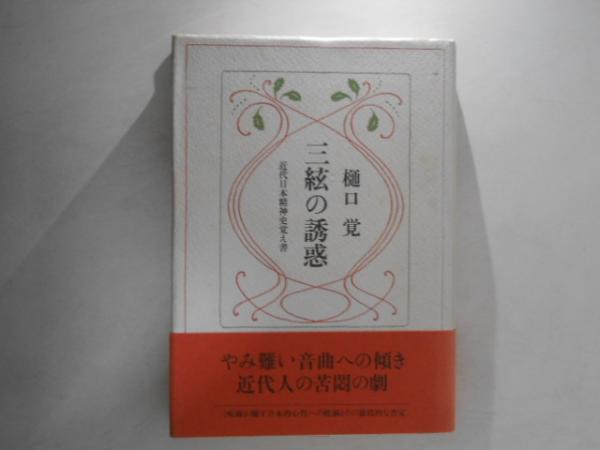 樋口 覚
三絃の誘惑
近代日本精神史覚え書
やみ難い音曲への傾き
近代人の苦悶の劇